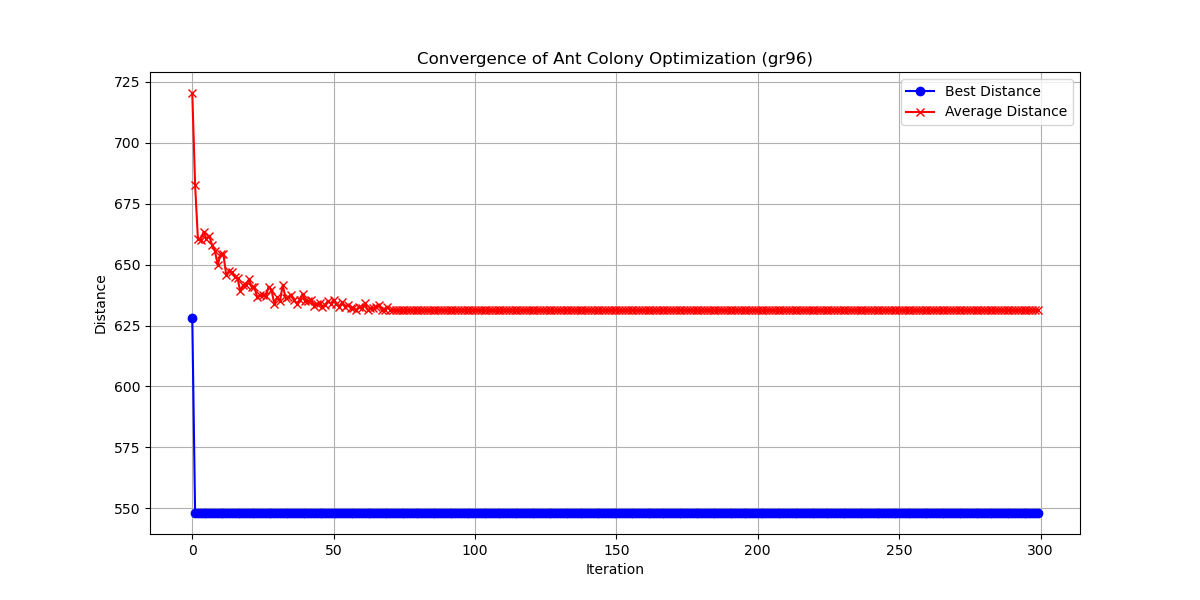 Convergence of Ant Colony Optimization (gr96)
Best Distance
Average Distance
Distance
725
700
675
650
625
600
575
550
0 50 100 150 200 250 300
Iteration